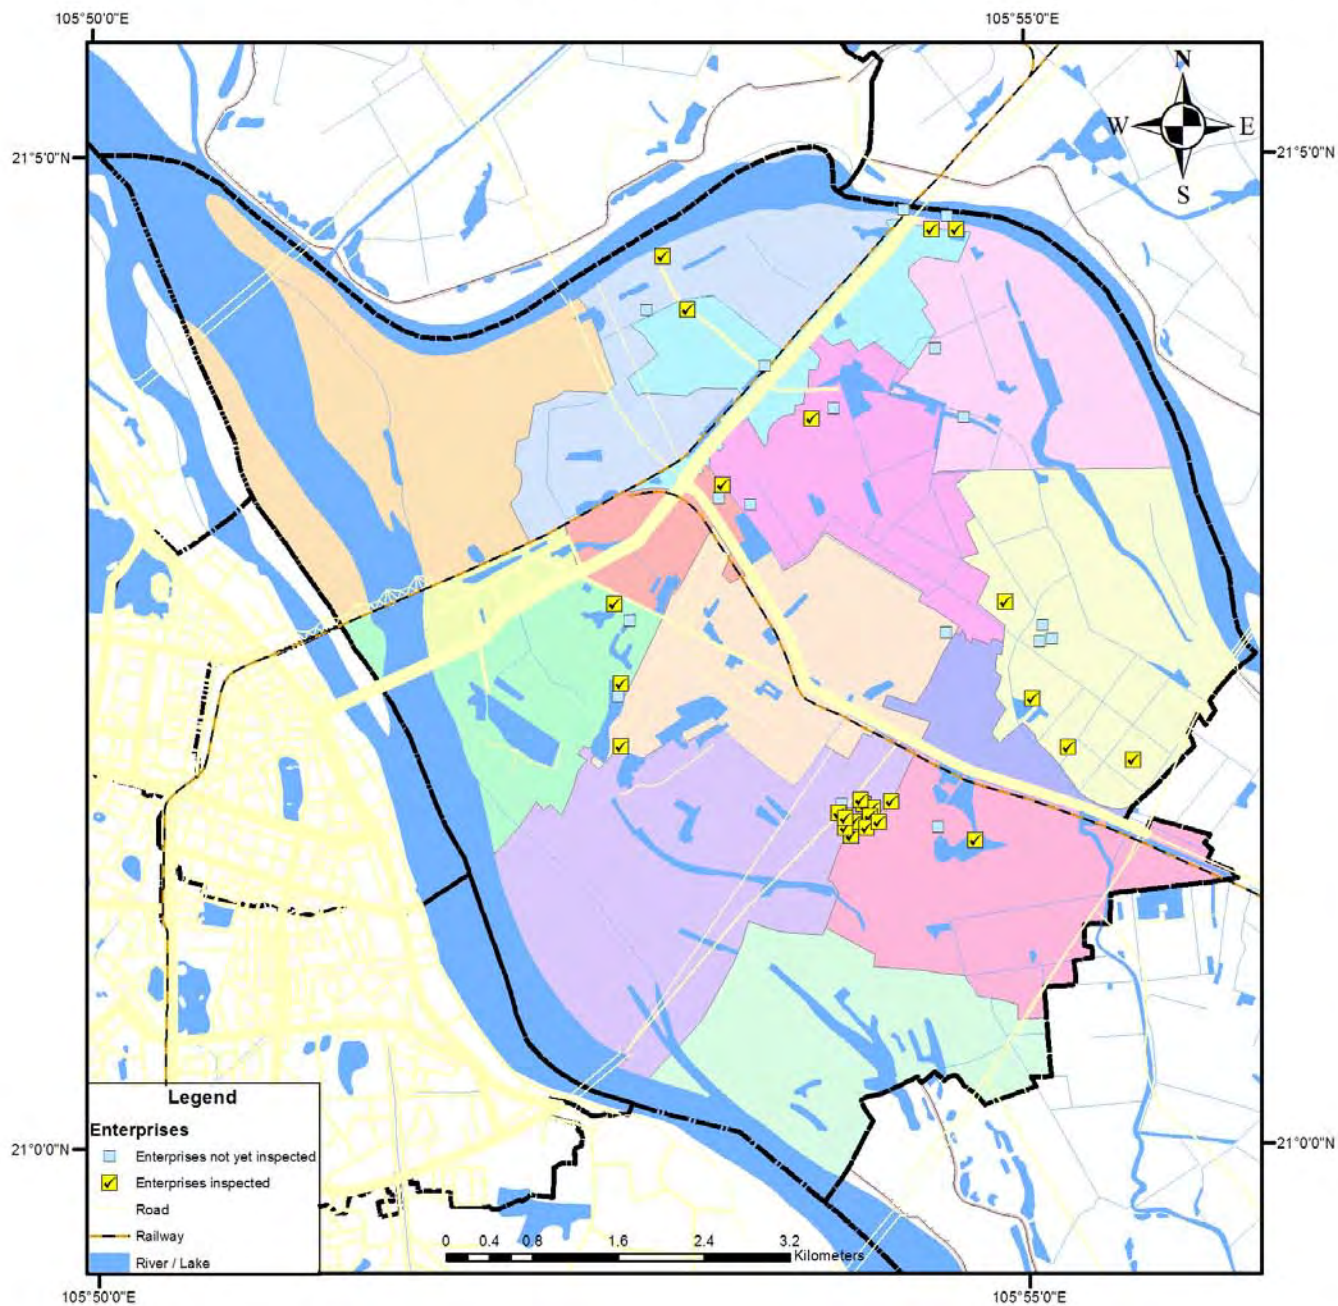 105°50'0"E
105°55'0"E
N
W E
S
21°5'0"N
21°5'0"N
Legend
Enterprises
Enterprises not yet inspected
Enterprises inspected
Road
Railway
River / Lake
21°0'0"N
21°0'0"N
0 0.4 0.8 1.6 2.4 3.2
Kilometers
105°50'0"E
105°55'0"E